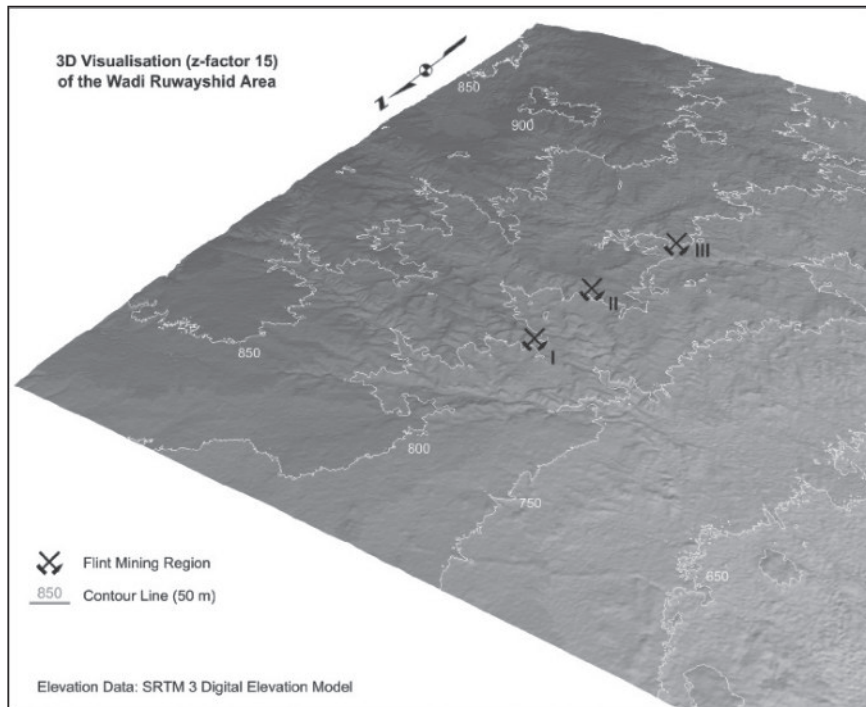 3D Visualisation (z-factor 15)
of the Wadi Ruwayshid Area
N
850
900
III
II
I
850
800
750
650
Flint Mining Region
850 Contour Line (50 m)
Elevation Data: SRTM 3 Digital Elevation Model